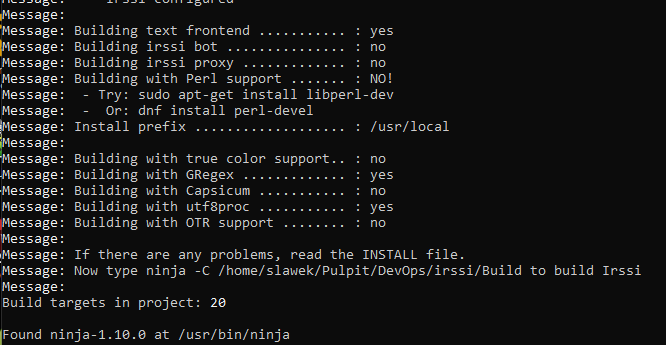 Message:      Irssi configured
Message:
Message: Building text frontend ........... : yes
Message: Building irssi bot ............... : no
Message: Building irssi proxy ............. : no
Message: Building with Perl support ....... : NO!
Message:  - Try: sudo apt-get install libperl-dev
Message:  -  Or: dnf install perl-devel
Message: Install prefix ................... : /usr/local
Message:
Message: Building with true color support.. : no
Message: Building with GRegex ............. : yes
Message: Building with Capsicum ........... : no
Message: Building with utf8proc ........... : yes
Message: Building with OTR support ........ : no
Message:
Message: If there are any problems, read the INSTALL file.
Message: Now type ninja -C /home/slawek/Pulpit/DevOps/irssi/Build to build Irssi
Message:
Build targets in project: 20
Found ninja-1.10.0 at /usr/bin/ninja